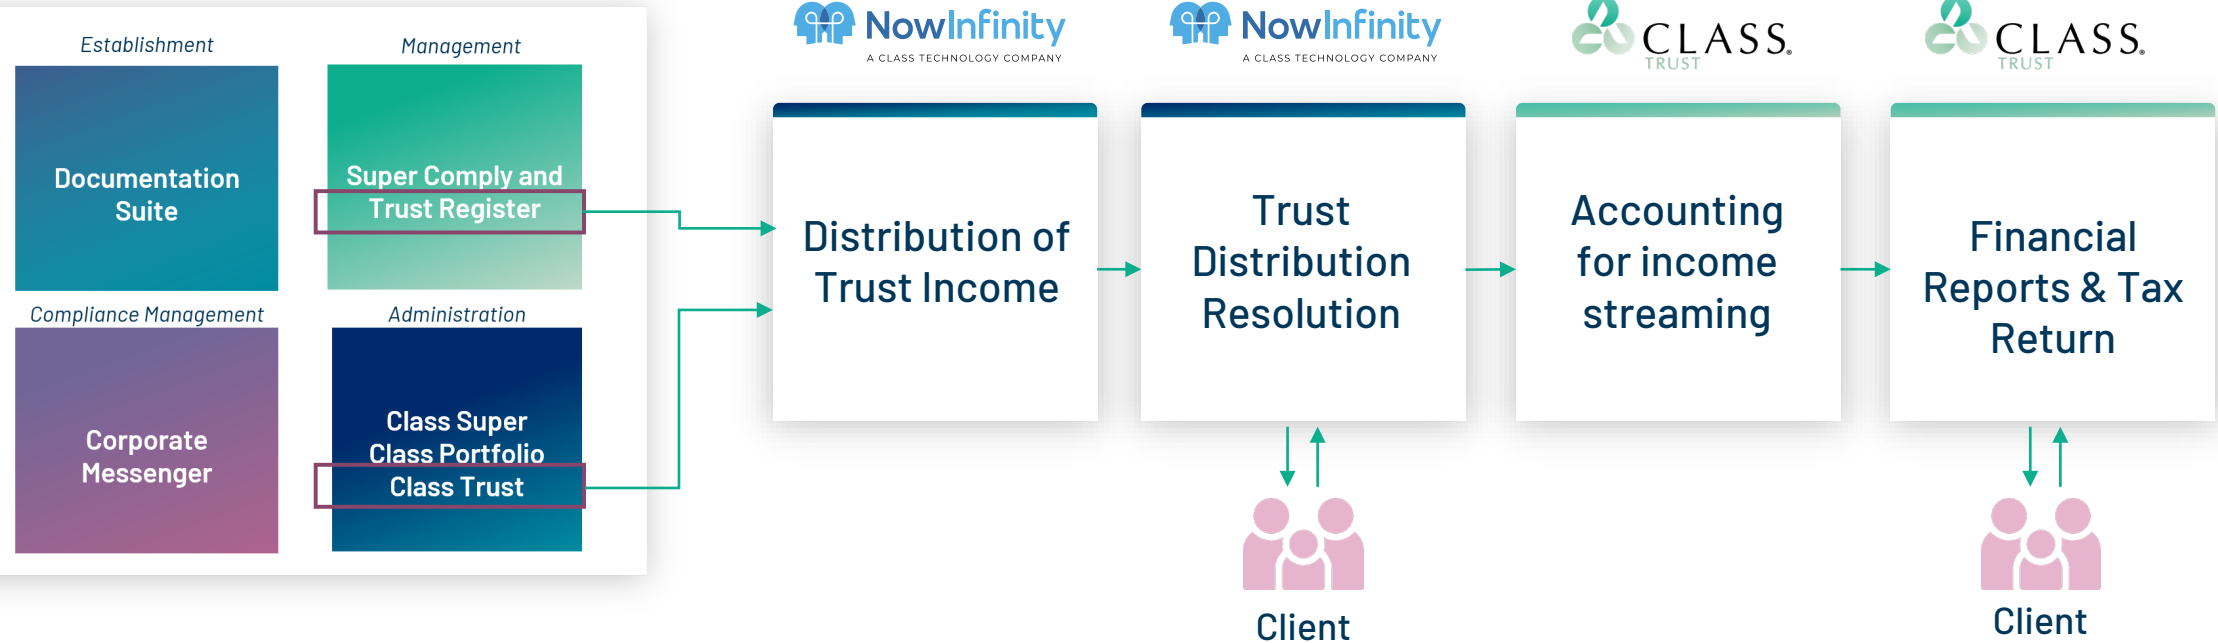 Establishment
Documentation
Suite
Management
Super Comply and
Trust Register
Compliance Management
Corporate
Messenger
Administration
Class Super
Class Portfolio
Class Trust
NowInfinity
A CLASS TECHNOLOGY COMPANY
Distribution of
Trust Income
NowInfinity
A CLASS TECHNOLOGY COMPANY
Trust
Distribution
Resolution
Client
CLASS®
TRUST
Accounting
for income
streaming
CLASS®
TRUST
Financial
Reports & Tax
Return
Client